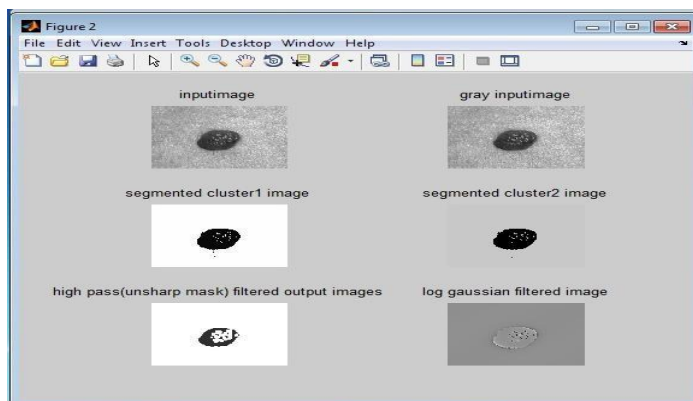 Figure 2
File Edit View Insert Tools Desktop Window Help
inputimage
gray inputimage
segmented cluster1 image
segmented cluster2 image
high pass(unsharp mask) filtered output images
log gaussian filtered image